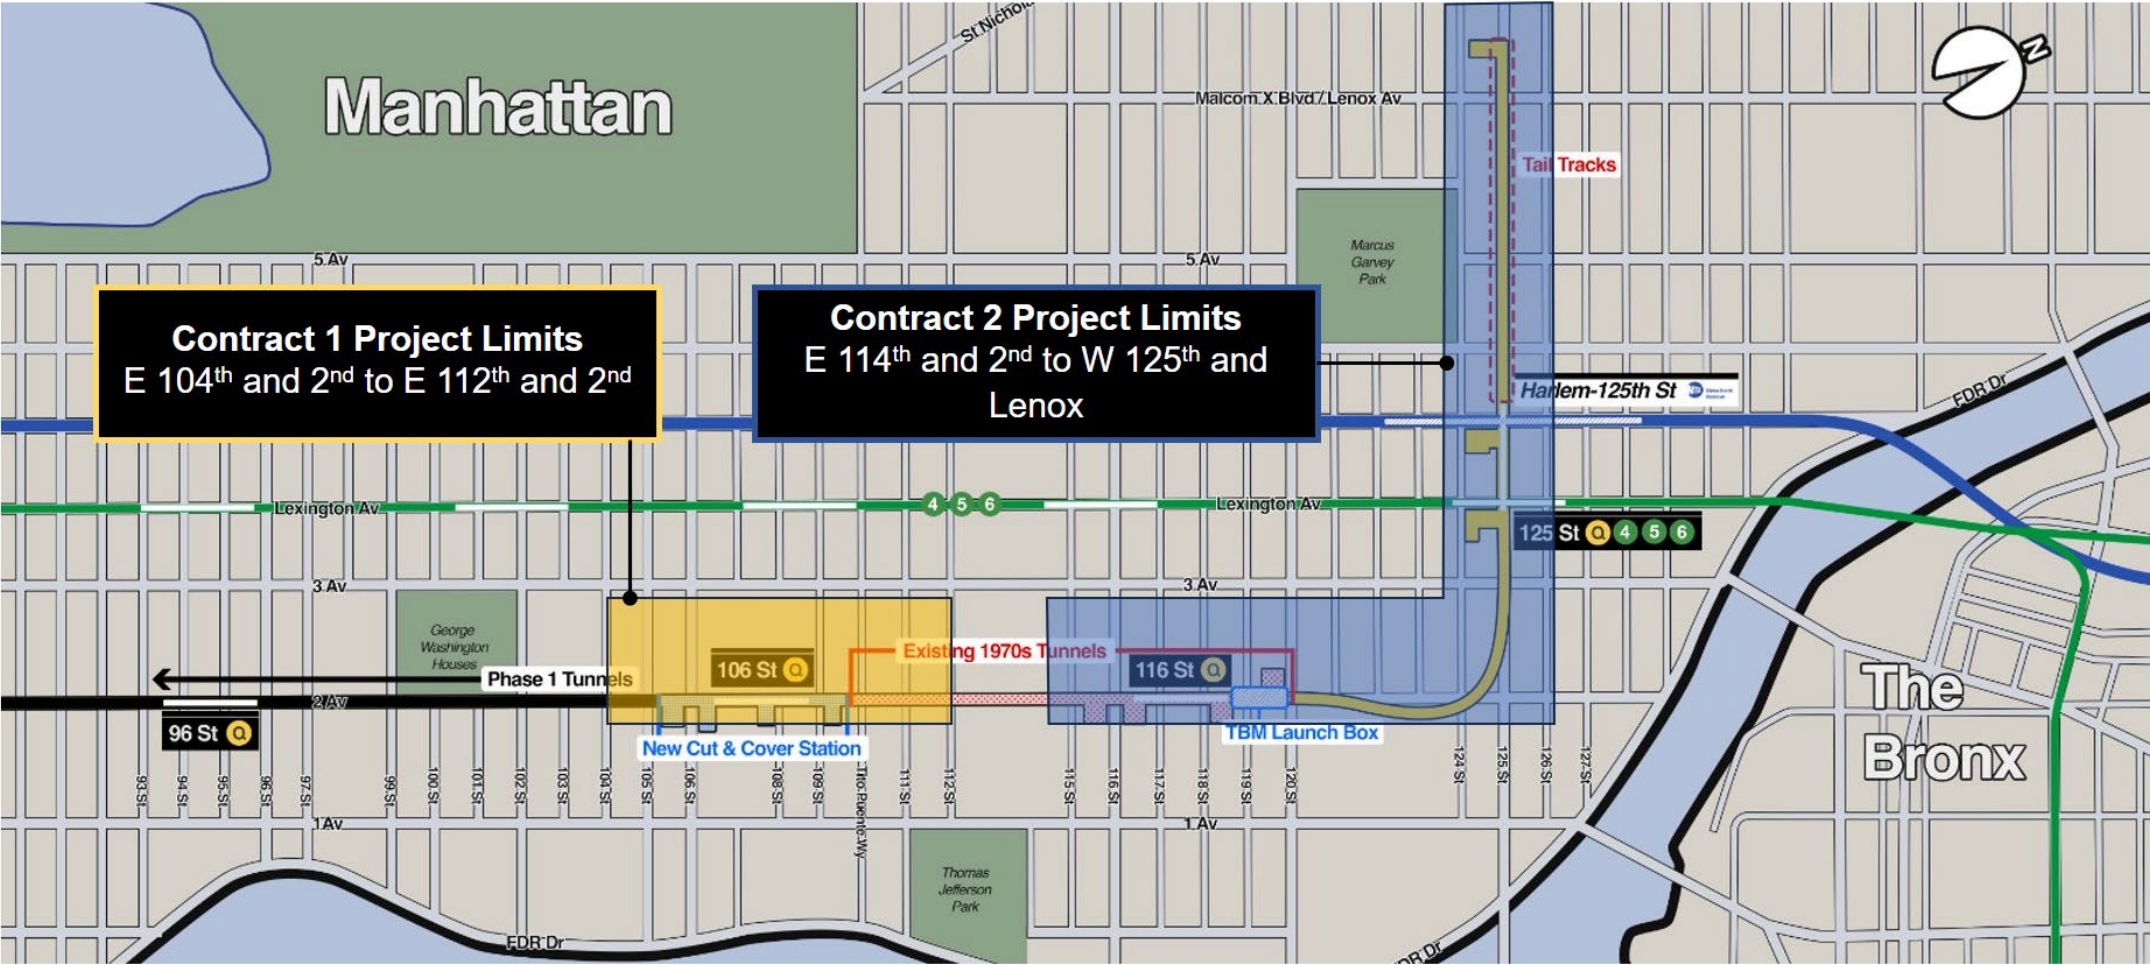 St Nichol
N
Manhattan
Malcom X Blvd / Lenox Av
Tail Tracks
Marcus
Garvey
Park
5 Av
5 Av
Contract 1 Project Limits
E 104th and 2nd to E 112th and 2nd
Contract 2 Project Limits
E 114th and 2nd to W 125th and
Lenox
Harlem-125th St
FDR Dr
Lexington Av
4 5 6
Lexington Av
125 St Q 4 5 6
3 Av
3 Av
George
Washington
Houses
Phase 1 Tunnels
106 St Q
Existing 1970s Tunnels
116 St Q
2 Av
96 St Q
New Cut & Cover Station
TBM Launch Box
The
Bronx
93 St
94 St
95 St
96 St
97 St
99 St
100 St
101 St
102 St
103 St
104 St
105 St
106 St
108 St
109 St
Tito Puente Wy
111 St
112 St
115 St
116 St
117 St
118 St
119 St
120 St
124 St
125 St
126 St
127 St
1 Av
1 Av
Thomas
Jefferson
Park
FDR Dr
DR Dr